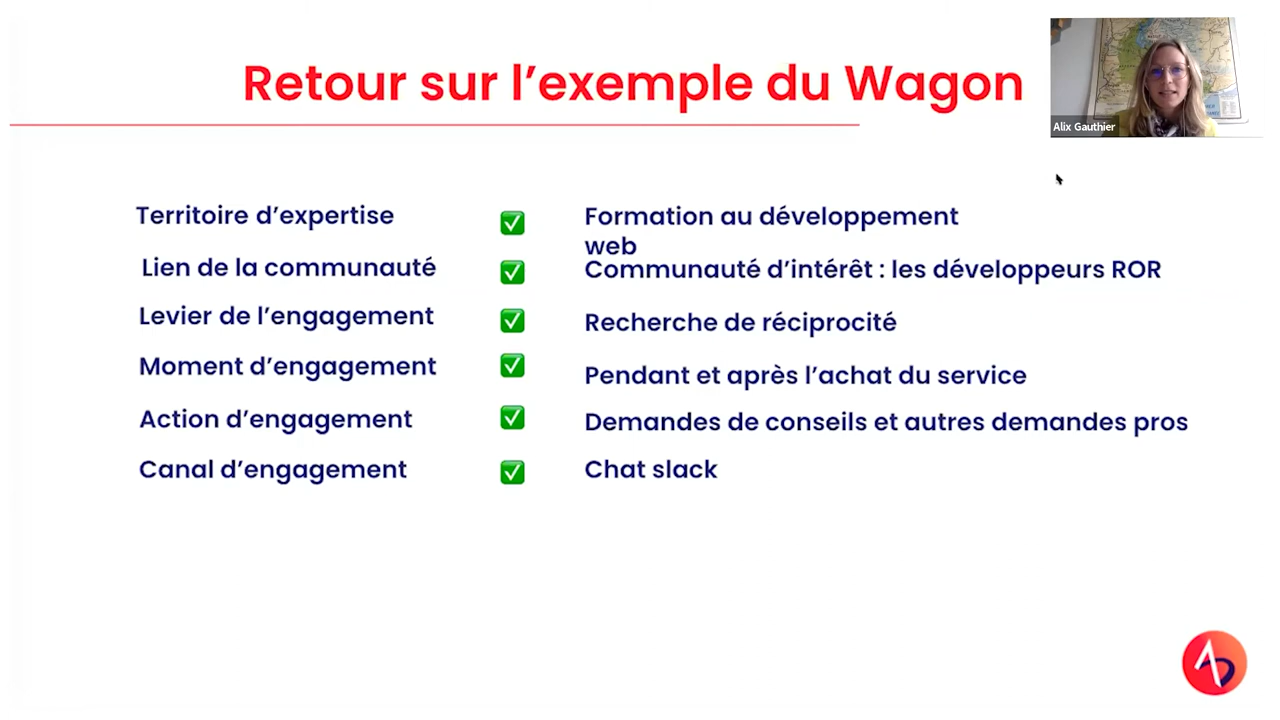 Retour sur l’exemple du Wagon
Alix Gauthier
Territoire d’expertise ✅ Formation au développement
web
Lien de la communauté ✅ Communauté d’intérêt : les développeurs ROR
Levier de l’engagement ✅ Recherche de réciprocité
Moment d’engagement ✅ Pendant et après l’achat du service
Action d’engagement ✅ Demandes de conseils et autres demandes pros
Canal d’engagement ✅ Chat slack